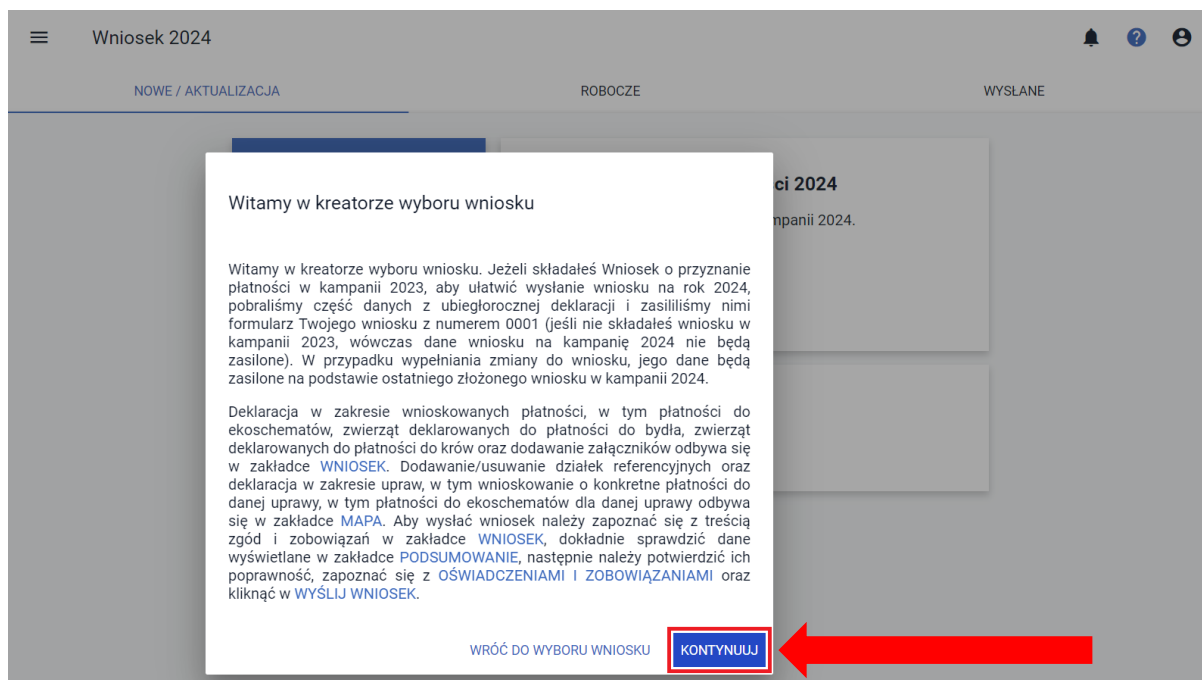 Wniosek 2024
NOWE / AKTUALIZACJA
ROBOCZE
WYSŁANE
ci 2024
mpanii 2024.
Witamy w kreatorze wyboru wniosku
Witamy w kreatorze wyboru wniosku. Jeżeli składałeś Wniosek o przyznanie
płatności w kampanii 2023, aby ułatwić wysłanie wniosku na rok 2024,
pobraliśmy część danych z ubiegłorocznej deklaracji i zasililiśmy nimi
formularz Twojego wniosku z numerem 0001 (jeśli nie składałeś wniosku w
kampanii 2023, wówczas dane wniosku na kampanię 2024 nie będą
zasilone). W przypadku wypełniania zmiany do wniosku, jego dane będą
zasilone na podstawie ostatniego złożonego wniosku w kampanii 2024.
Deklaracja w zakresie wnioskowanych płatności, w tym płatności do
ekoschematów, zwierząt deklarowanych do płatności do bydła, zwierząt
deklarowanych do płatności do krów oraz dodawanie załączników odbywa się
w zakładce WNIOSEK. Dodawanie/usuwanie działek referencyjnych oraz
deklaracja w zakresie upraw, w tym wnioskowanie o konkretne płatności do
danej uprawy, w tym płatności do ekoschematów dla danej uprawy odbywa
się w zakładce MAPA. Aby wysłać wniosek należy zapoznać się z treścią
zgód i zobowiązań w zakładce WNIOSEK, dokładnie sprawdzić dane
wyświetlane w zakładce PODSUMOWANIE, następnie należy potwierdzić ich
poprawność, zapoznać się z OŚWIADCZENIAMI I ZOBOWIĄZANIAMI oraz
kliknąć w WYŚLIJ WNIOSEK.
WRÓĆ DO WYBORU WNIOSKU
KONTYNUUJ